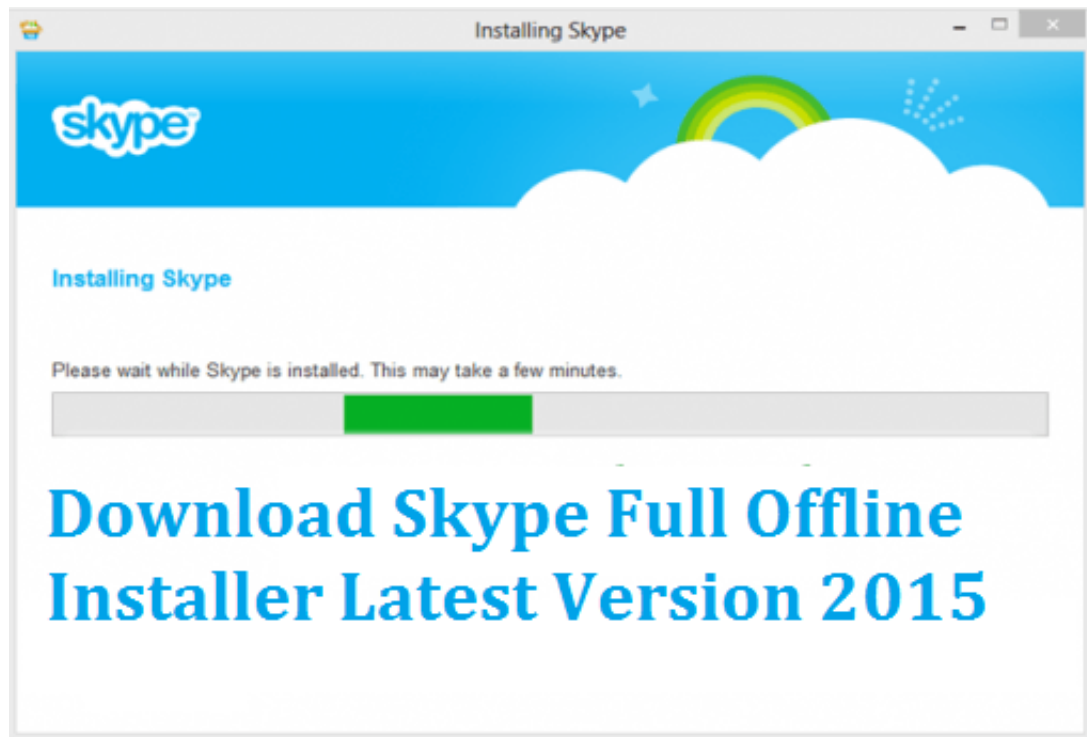 Installing Skype
skype
Installing Skype
Please wait while Skype is installed. This may take a few minutes.
Download Skype Full Offline
Installer Latest Version 2015